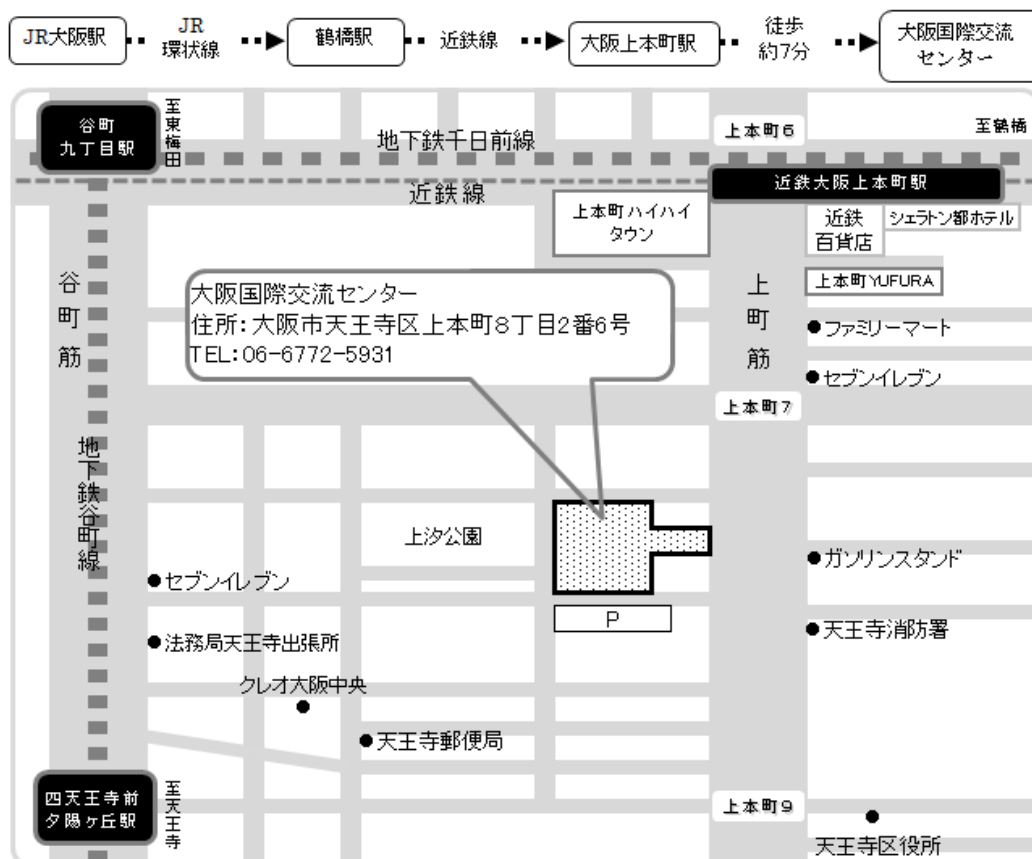 JR大阪駅
JR
環状線
鶴橋駅
近鉄線
大阪上本町駅
徒歩
約7分
大阪国際交流
センター
谷町
九丁目駅
至東梅田
地下鉄千日前線
上本町6
至鶴橋
近鉄大阪上本町駅
近鉄線
上本町ハイハイ
タウン
近鉄
百貨店
シェラトン都ホテル
谷町筋
上町筋
上本町YUFURA
大阪国際交流センター
住所:大阪市天王寺区上本町8丁目2番6号
TEL:06-6772-5931
ファミリーマート
セブンイレブン
上本町7
地下鉄谷町線
上汐公園
ガソリンスタンド
セブンイレブン
P
天王寺消防署
法務局天王寺出張所
クレオ大阪中央
天王寺郵便局
四天王寺前
夕陽ヶ丘駅
至天王寺
上本町9
天王寺区役所